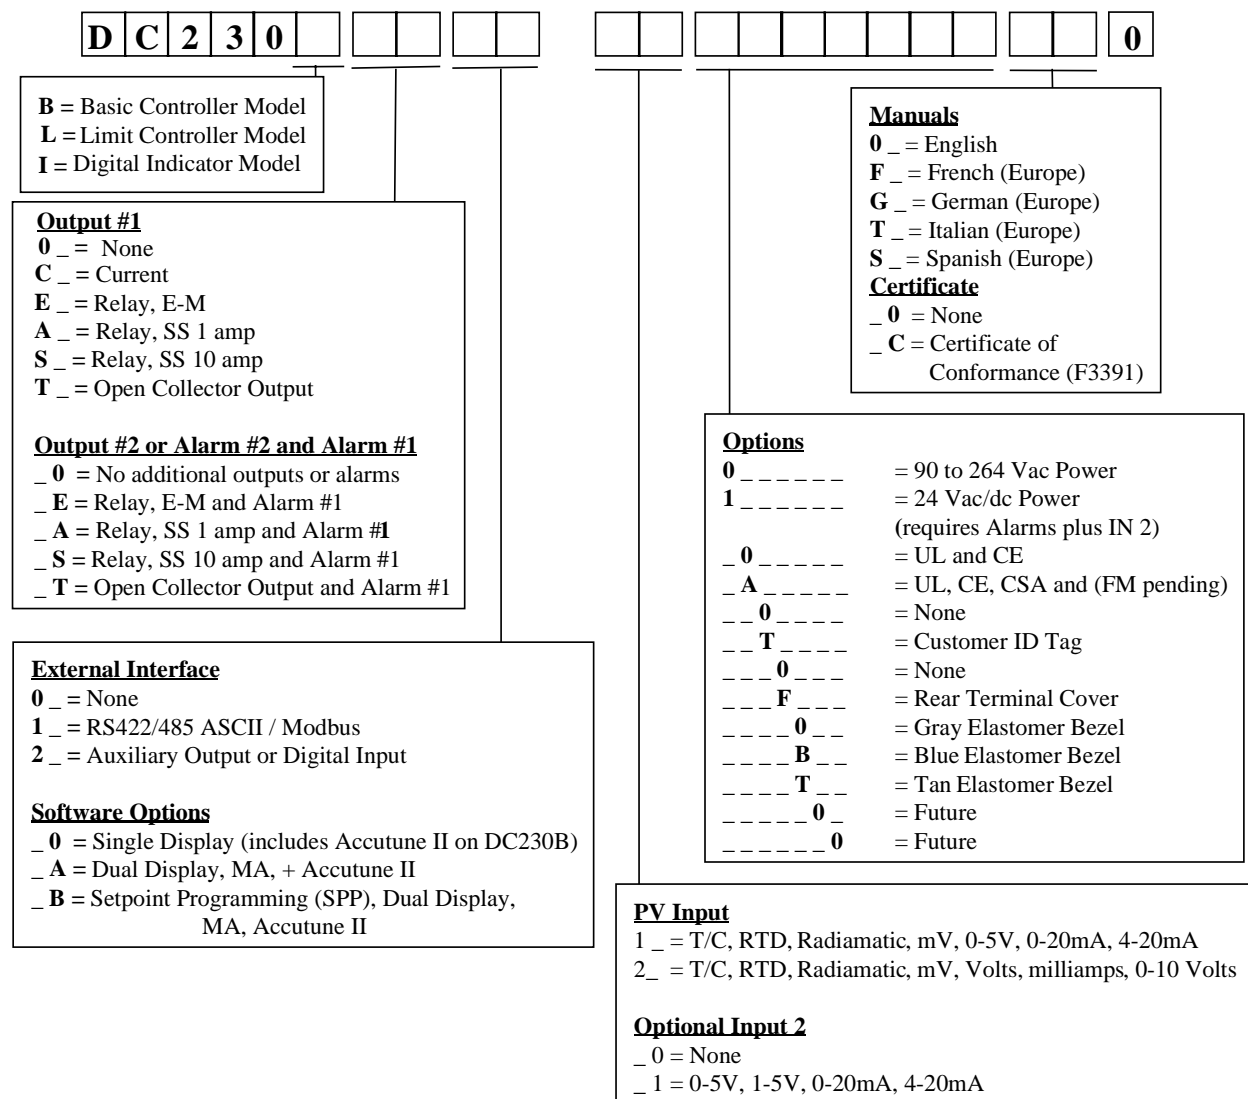 D C 2 3 0 0
B = Basic Controller Model
L = Limit Controller Model
I = Digital Indicator Model
Output #1
0 _ = None
C _ = Current
E _ = Relay, E-M
A _ = Relay, SS 1 amp
S _ = Relay, SS 10 amp
T _ = Open Collector Output
Output #2 or Alarm #2 and Alarm #1
_ 0 = No additional outputs or alarms
_ E = Relay, E-M and Alarm #1
_ A = Relay, SS 1 amp and Alarm #1
_ S = Relay, SS 10 amp and Alarm #1
_ T = Open Collector Output and Alarm #1
External Interface
0 _ = None
1 _ = RS422/485 ASCII / Modbus
2 _ = Auxiliary Output or Digital Input
Software Options
_ 0 = Single Display (includes Accutune II on DC230B)
_ A = Dual Display, MA, + Accutune II
_ B = Setpoint Programming (SPP), Dual Display,
MA, Accutune II
Manuals
0 _ = English
F _ = French (Europe)
G _ = German (Europe)
T _ = Italian (Europe)
S _ = Spanish (Europe)
Certificate
_ 0 = None
_ C = Certificate of
Conformance (F3391)
Options
0 _ _ _ _ _ _ = 90 to 264 Vac Power
1 _ _ _ _ _ _ = 24 Vac/dc Power
(requires Alarms plus IN 2)
_ 0 _ _ _ _ _ = UL and CE
_ A _ _ _ _ _ = UL, CE, CSA and (FM pending)
_ _ 0 _ _ _ _ = None
_ _ T _ _ _ _ = Customer ID Tag
_ _ _ 0 _ _ _ = None
_ _ _ F _ _ _ = Rear Terminal Cover
_ _ _ _ 0 _ _ = Gray Elastomer Bezel
_ _ _ _ B _ _ = Blue Elastomer Bezel
_ _ _ _ T _ _ = Tan Elastomer Bezel
_ _ _ _ _ 0 _ = Future
_ _ _ _ _ _ 0 = Future
PV Input
1 _ = T/C, RTD, Radiamatic, mV, 0-5V, 0-20mA, 4-20mA
2_ = T/C, RTD, Radiamatic, mV, Volts, milliamps, 0-10 Volts
Optional Input 2
_ 0 = None
_ 1 = 0-5V, 1-5V, 0-20mA, 4-20mA